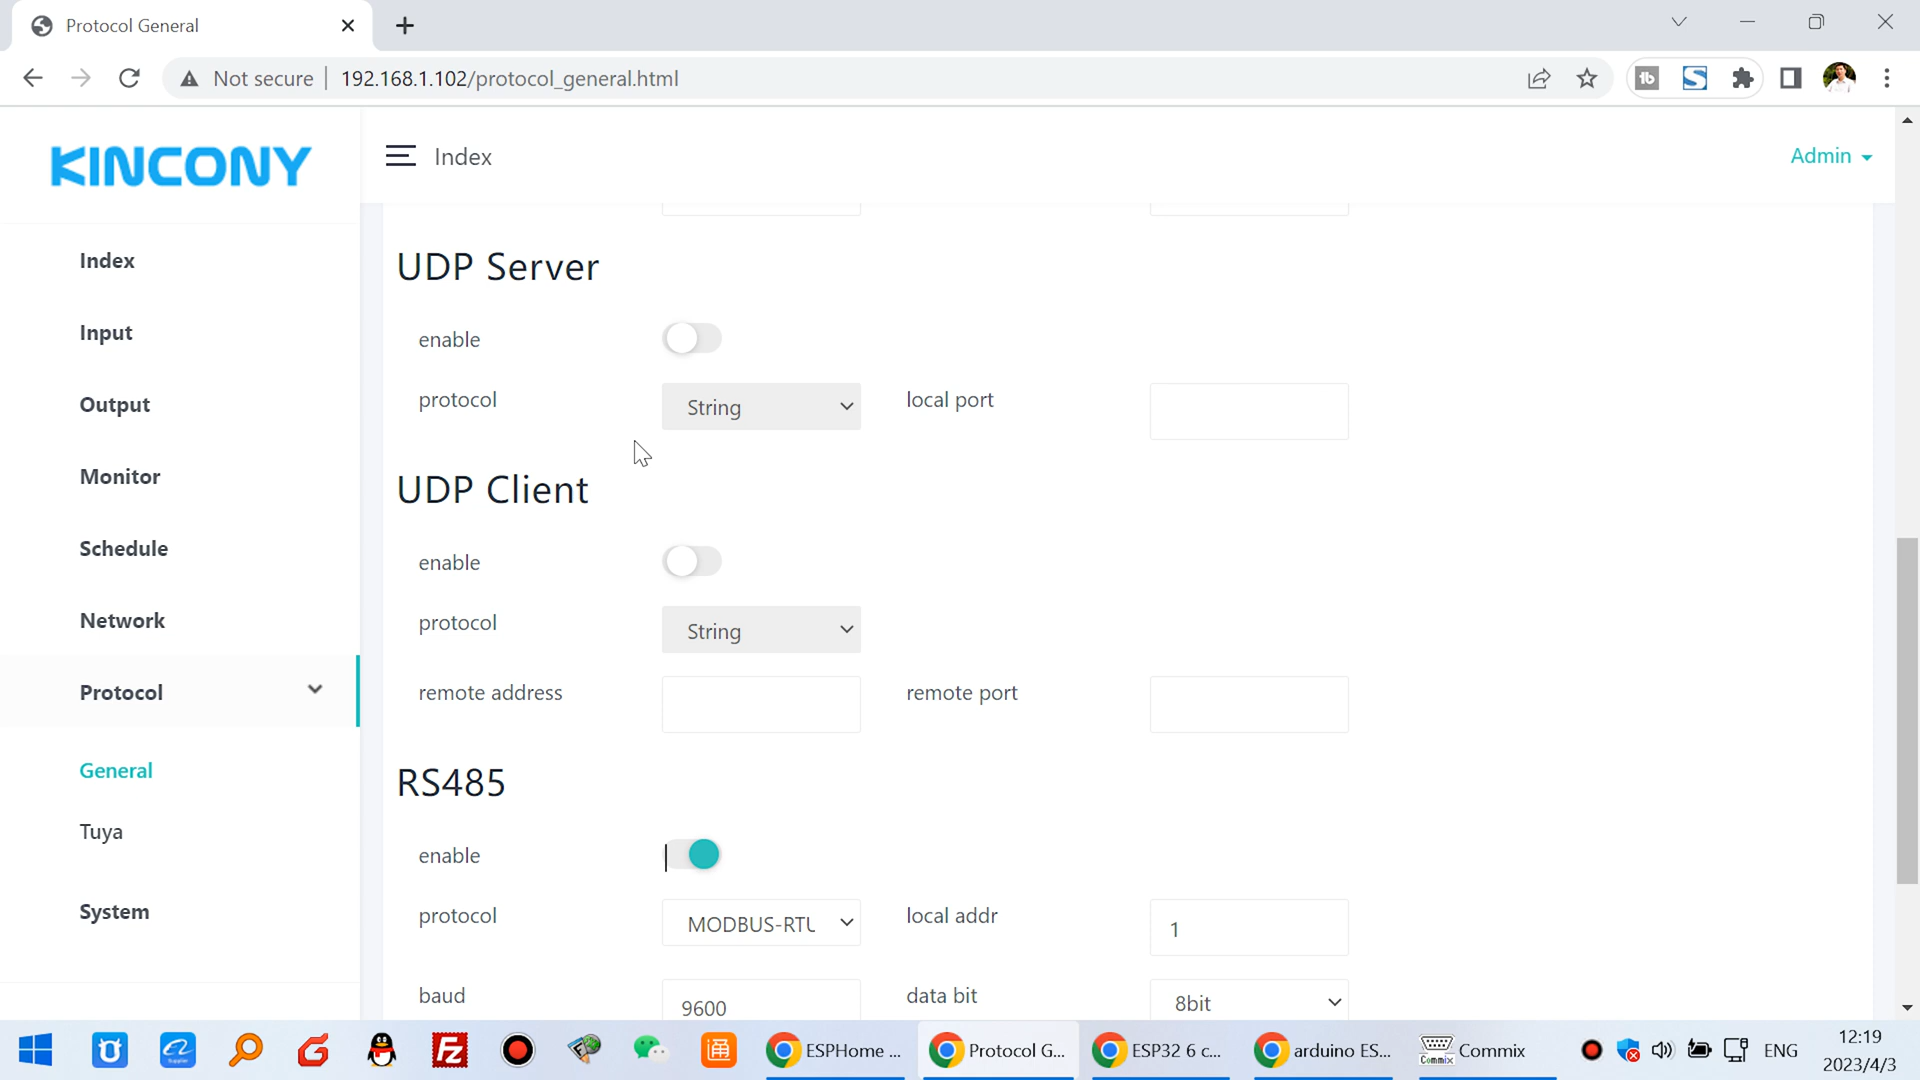 Protocol General
Not secure
192.168.1.102/protocol_general.html
KINCONY
Index
Admin
Index
Input
Output
Monitor
Schedule
Network
Protocol
General
Tuya
System
UDP Server
enable
protocol
String
local port
UDP Client
enable
protocol
String
remote address
remote port
RS485
enable
protocol
MODBUS-RTU
local addr
1
baud
9600
data bit
8bit
ESPHome ...
Protocol G...
ESP32 6 c...
arduino ES...
Commix
ENG
12:19
2023/4/3